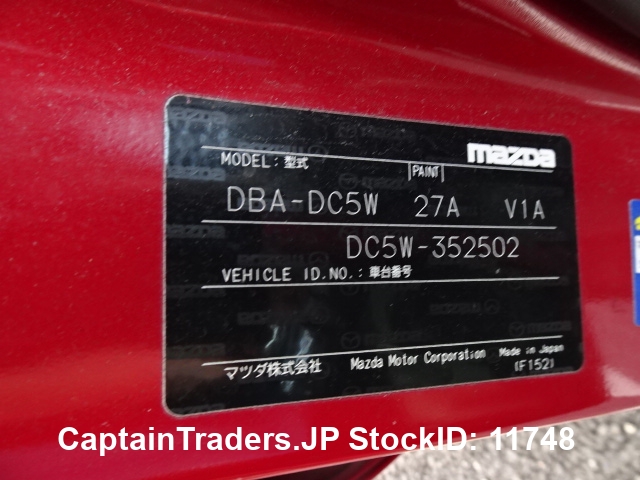 mazda
MODEL: 型式 |PAINT|
DBA-DC5W 27A V1A
DC5W-352502
VEHICLE ID.NO.: 車台番号
マツダ株式会社 Mazda Motor Corporation Made in Japan
(F152)
CaptainTraders.JP StockID: 11748